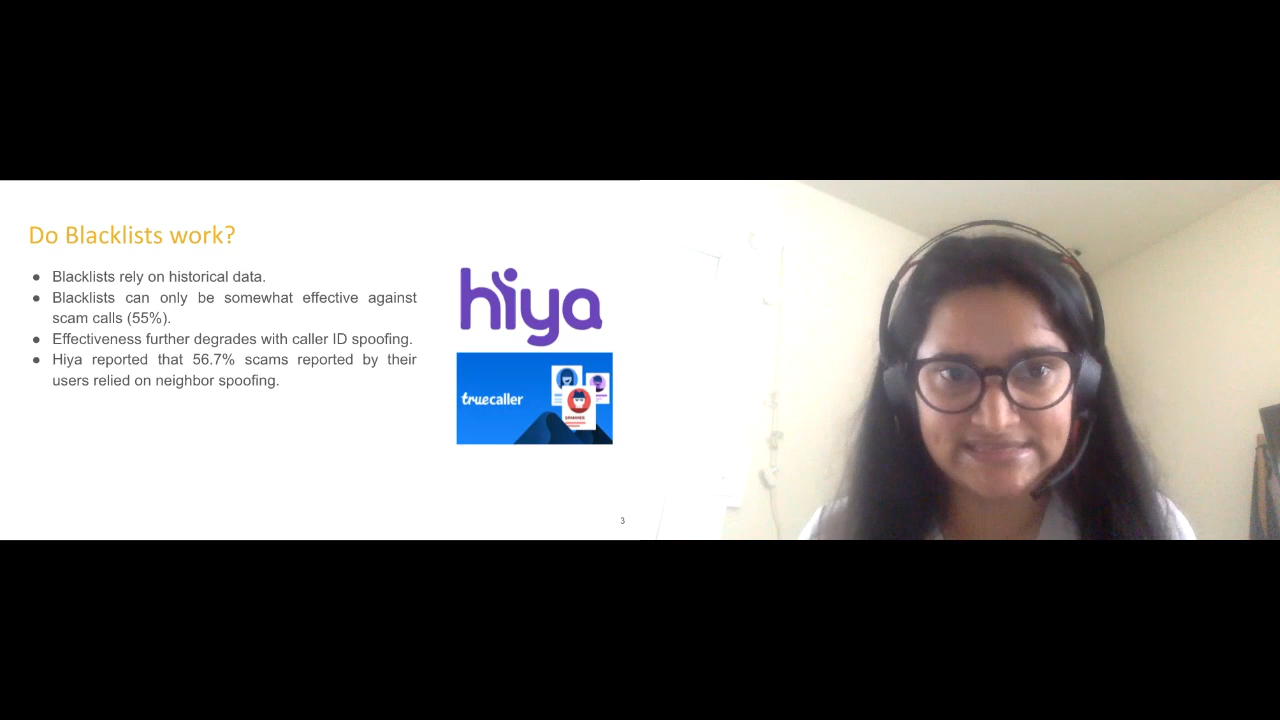 Do Blacklists work?
● Blacklists rely on historical data.
● Blacklists can only be somewhat effective against
scam calls (55%).
● Effectiveness further degrades with caller ID spoofing.
● Hiya reported that 56.7% scams reported by their
users relied on neighbor spoofing.
hiya
truecaller
SPAMMER
3